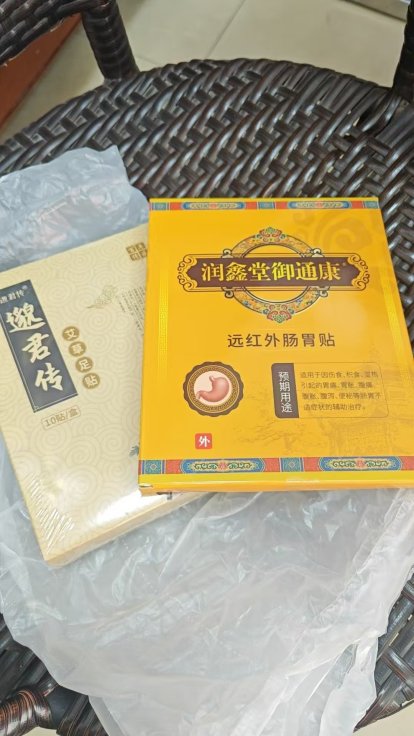 润鑫堂御通康
远红外肠胃贴
预期用途
适用于因伤食、积食、湿热
引起的胃痛、胃胀、腹痛、
腹胀、腹泻、便秘等肠胃不
适症状的辅助治疗。
外
邀君传
艾草足贴
10贴/盒